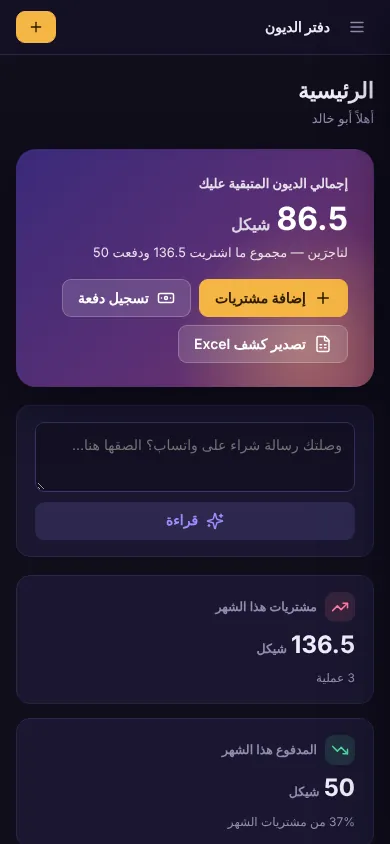 دفتر الديون
الرئيسية
أهلاً أبو خالد
إجمالي الديون المتبقية عليك
86.5 شيكل
لتاجرَين — مجموع ما اشتريت 136.5 ودفعت 50
إضافة مشتريات
تسجيل دفعة
تصدير كشف Excel
وصلتك رسالة شراء على واتساب؟ الصقها هنا...
قراءة
مشتريات هذا الشهر
136.5 شيكل
3 عملية
المدفوع هذا الشهر
50 شيكل
37% من مشتريات الشهر